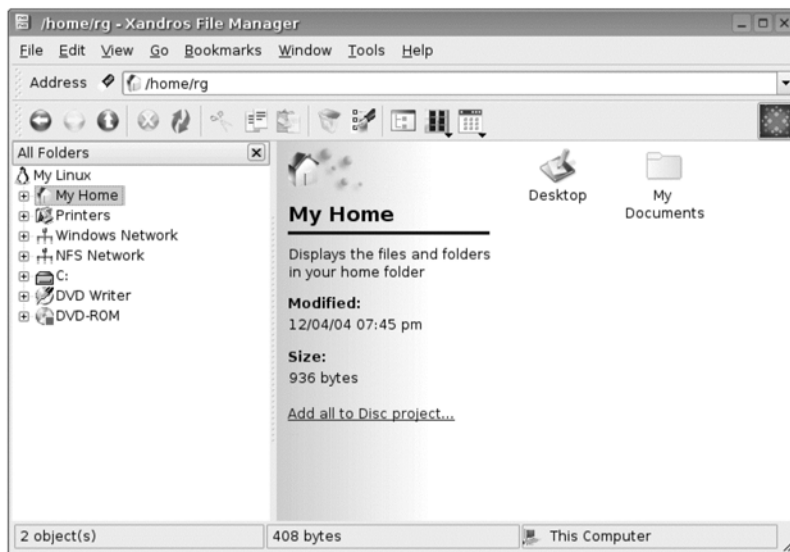 /home/rg - Xandros File Manager
File Edit View Go Bookmarks Window Tools Help
Address /home/rg
All Folders
My Linux
My Home
Printers
Windows Network
NFS Network
C:
DVD Writer
DVD-ROM
My Home
Displays the files and folders
in your home folder
Modified:
12/04/04 07:45 pm
Size:
936 bytes
Add all to Disc project...
Desktop
My
Documents
2 object(s)
408 bytes
This Computer